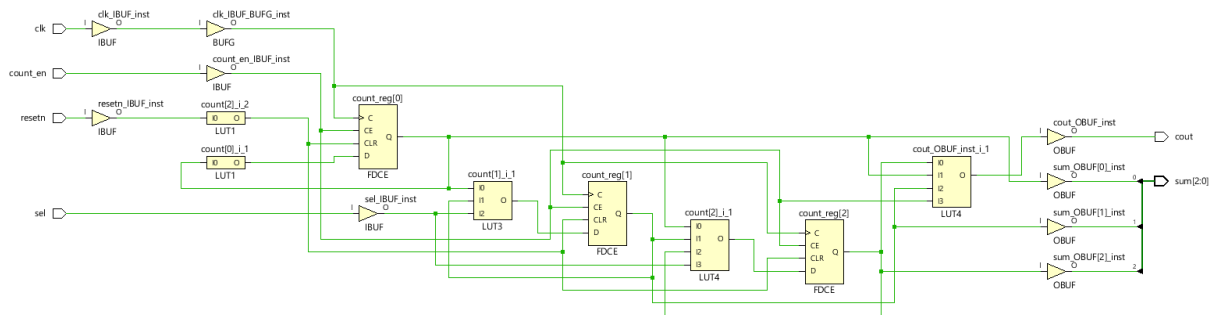 clk
clk_IBUF_inst
I
O
IBUF
clk_IBUF_BUFG_inst
I
O
BUFG
count_en
count_en_IBUF_inst
I
O
IBUF
resetn
resetn_IBUF_inst
I
O
IBUF
count[2]_i_2
I0
O
LUT1
count[0]_i_1
I0
O
LUT1
count_reg[0]
C
CE
CLR
D
Q
FDCE
sel
sel_IBUF_inst
I
O
IBUF
count[1]_i_1
I0
I1
I2
O
LUT3
count_reg[1]
C
CE
CLR
D
Q
FDCE
count[2]_i_1
I0
I1
I2
I3
O
LUT4
count_reg[2]
C
CE
CLR
D
Q
FDCE
cout_OBUF_inst_i_1
I0
I1
I2
I3
O
LUT4
cout_OBUF_inst
I
O
OBUF
cout
sum_OBUF[0]_inst
I
O
OBUF
0
sum[2:0]
sum_OBUF[1]_inst
I
O
OBUF
1
sum_OBUF[2]_inst
I
O
OBUF
2